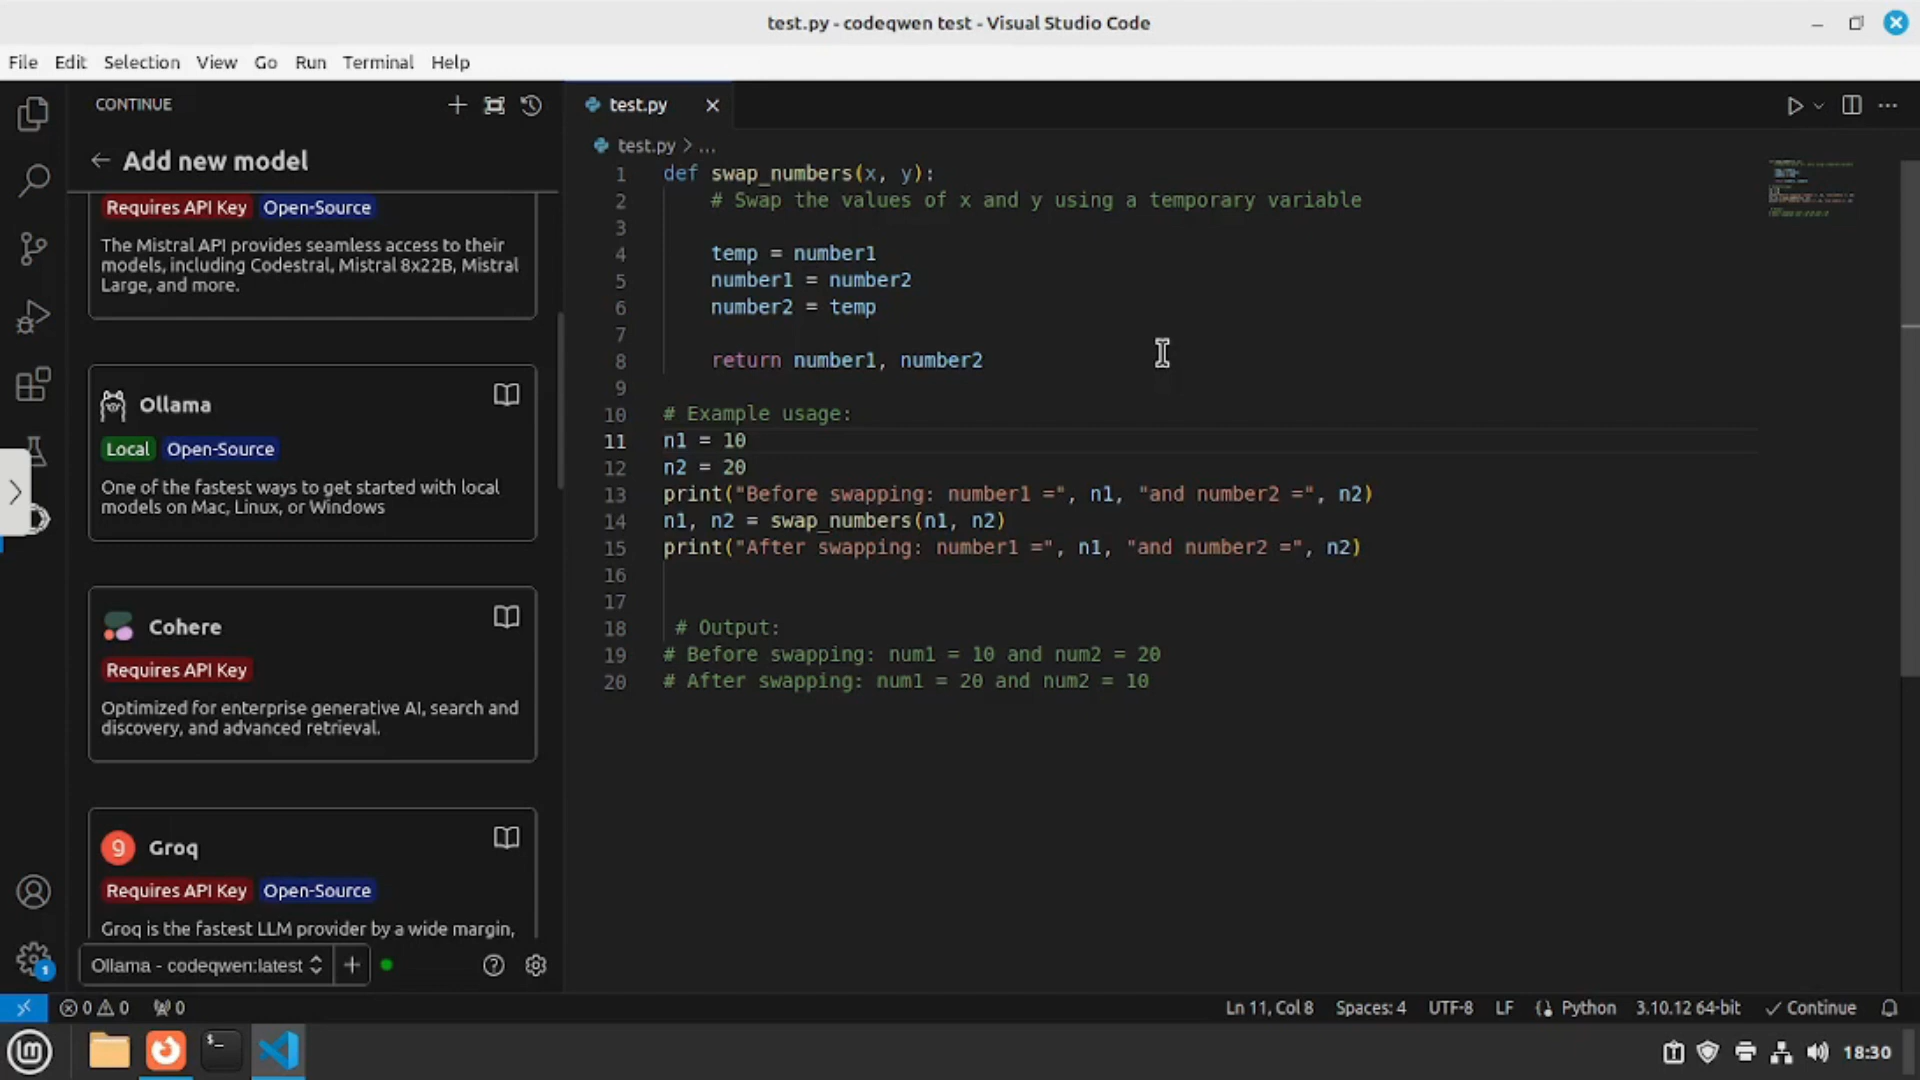 test.py - codeqwen test - Visual Studio Code
File Edit Selection View Go Run Terminal Help
CONTINUE
Add new model
Requires API Key Open-Source
The Mistral API provides seamless access to their
models, including Codestral, Mistral 8x22B, Mistral
Large, and more.
Ollama
Local Open-Source
One of the fastest ways to get started with local
models on Mac, Linux, or Windows
Cohere
Requires API Key
Optimized for enterprise generative AI, search and
discovery, and advanced retrieval.
Groq
Requires API Key Open-Source
Groq is the fastest LLM provider by a wide margin,
Ollama - codeqwen:latest
test.py
test.py > ...
1 def swap_numbers(x, y):
2 # Swap the values of x and y using a temporary variable
3
4 temp = number1
5 number1 = number2
6 number2 = temp
7
8 return number1, number2
9
10 # Example usage:
11 n1 = 10
12 n2 = 20
13 print("Before swapping: number1 =", n1, "and number2 =", n2)
14 n1, n2 = swap_numbers(n1, n2)
15 print("After swapping: number1 =", n1, "and number2 =", n2)
16
17
18 # Output:
19 # Before swapping: num1 = 10 and num2 = 20
20 # After swapping: num1 = 20 and num2 = 10
1
0 0 0 Ln 11, Col 8 Spaces: 4 UTF-8 LF Python 3.10.12 64-bit Continue
18:30